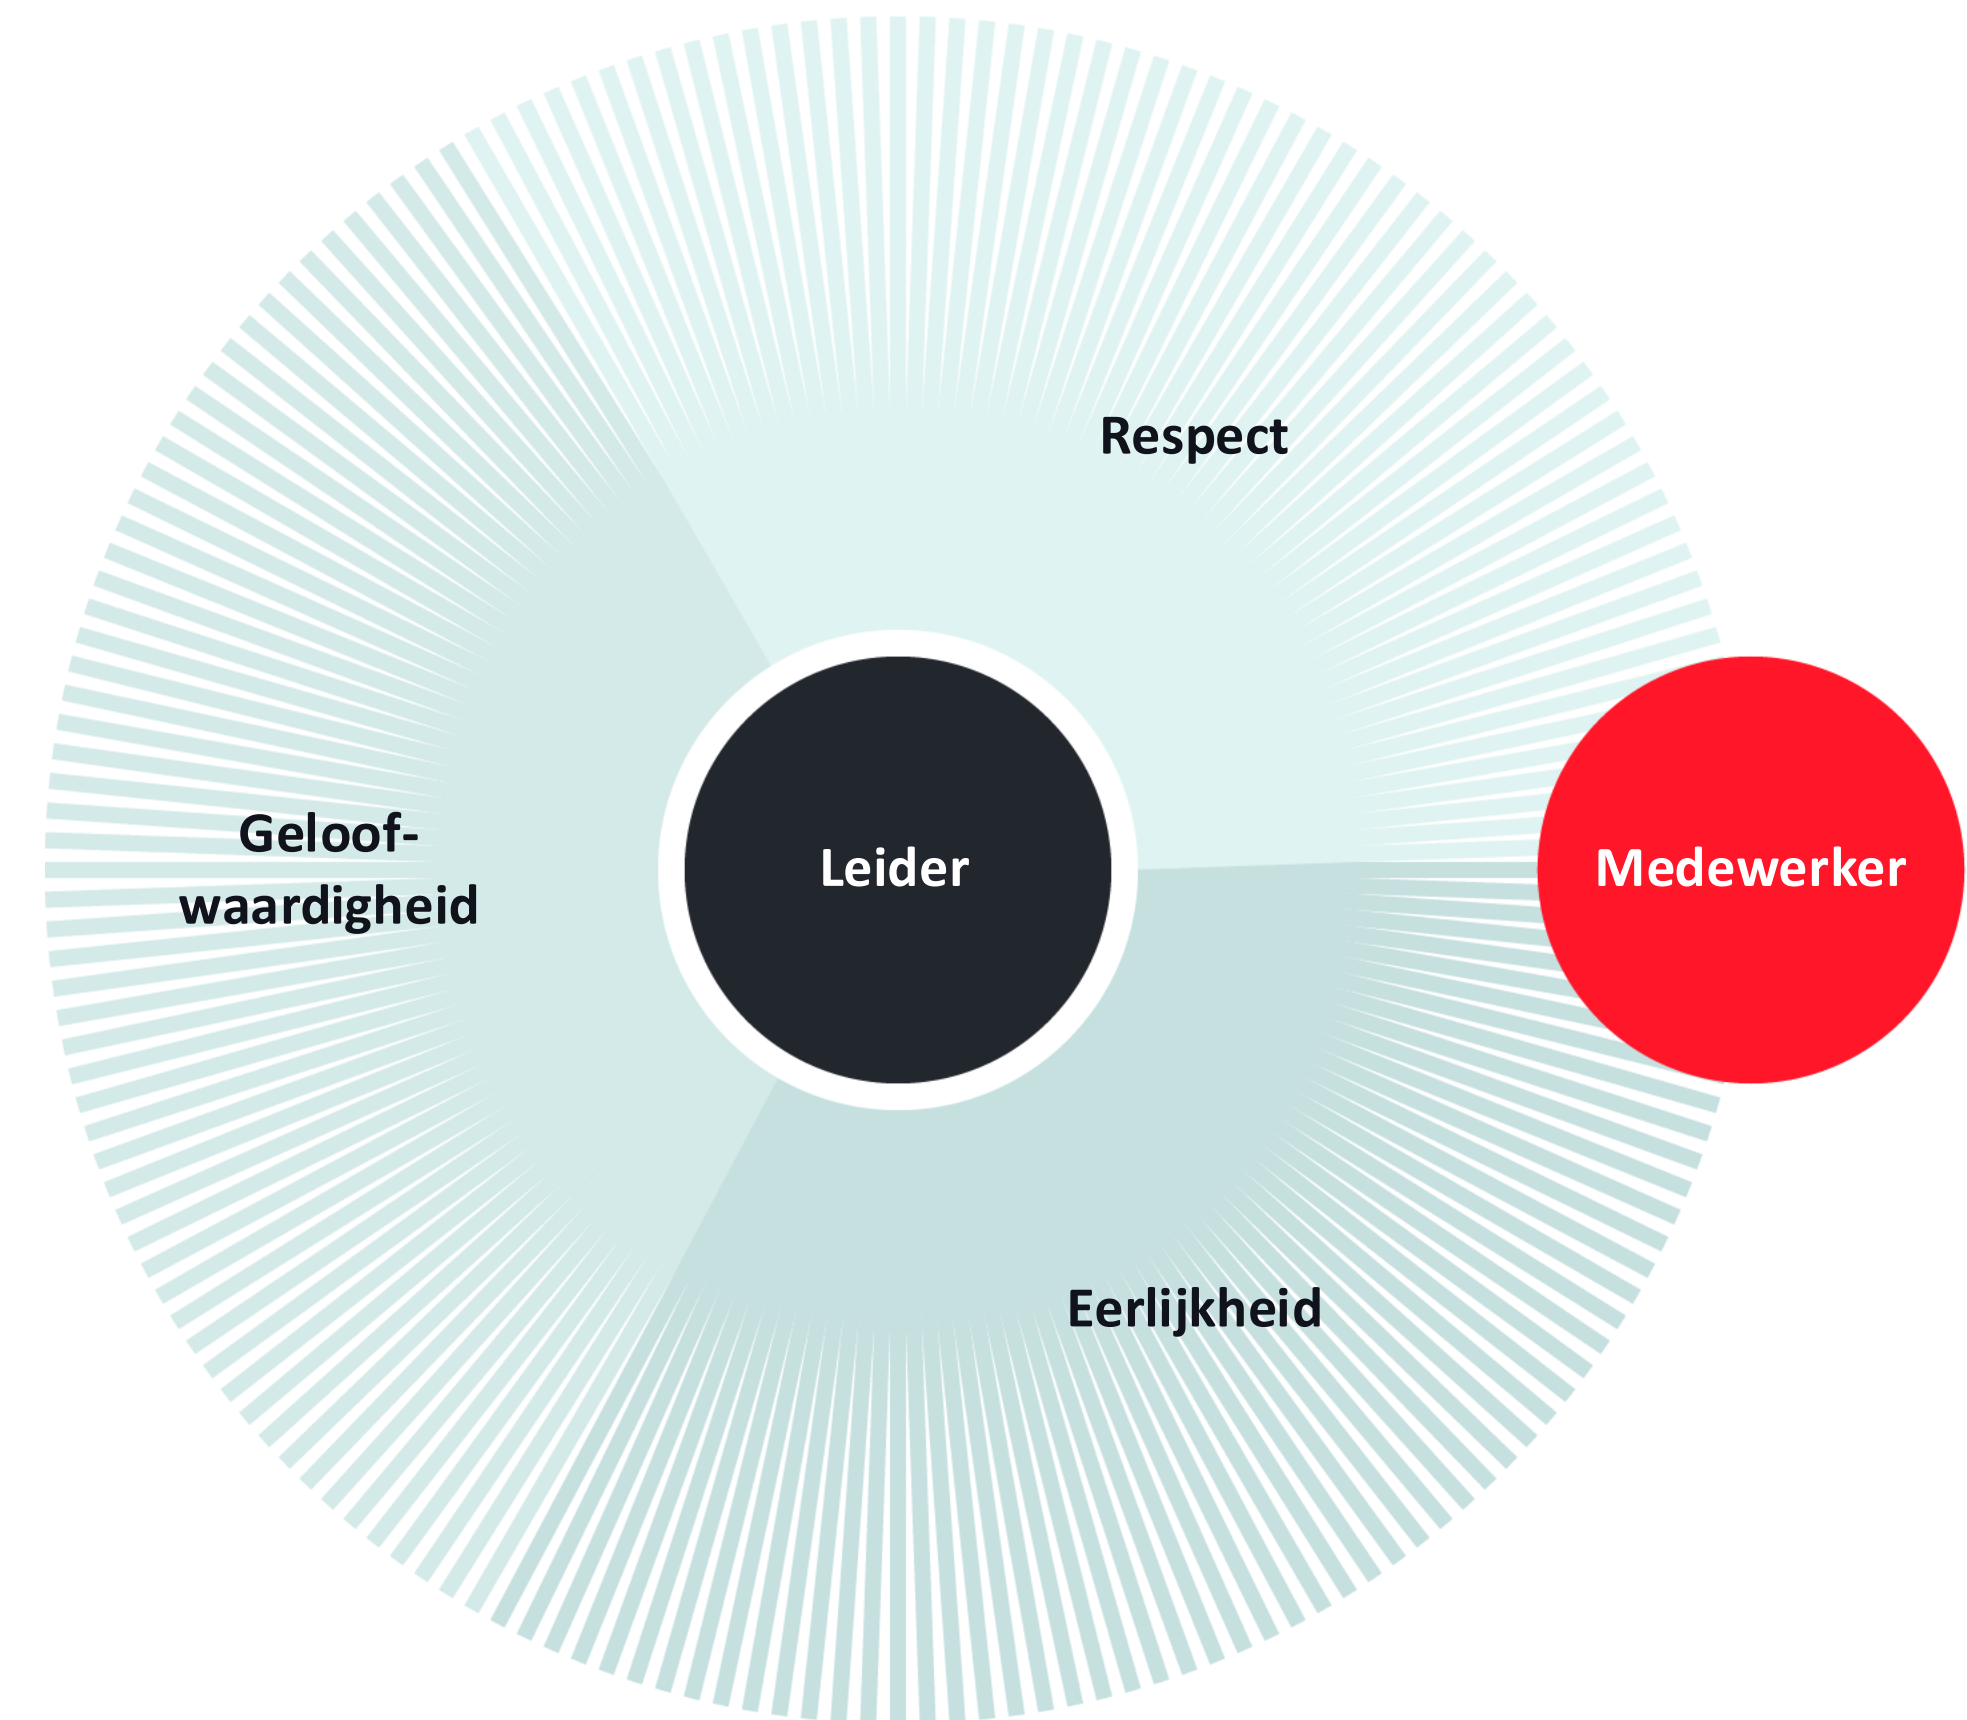 Respect
Geloof-
waardigheid
Leider
Medewerker
Eerlijkheid